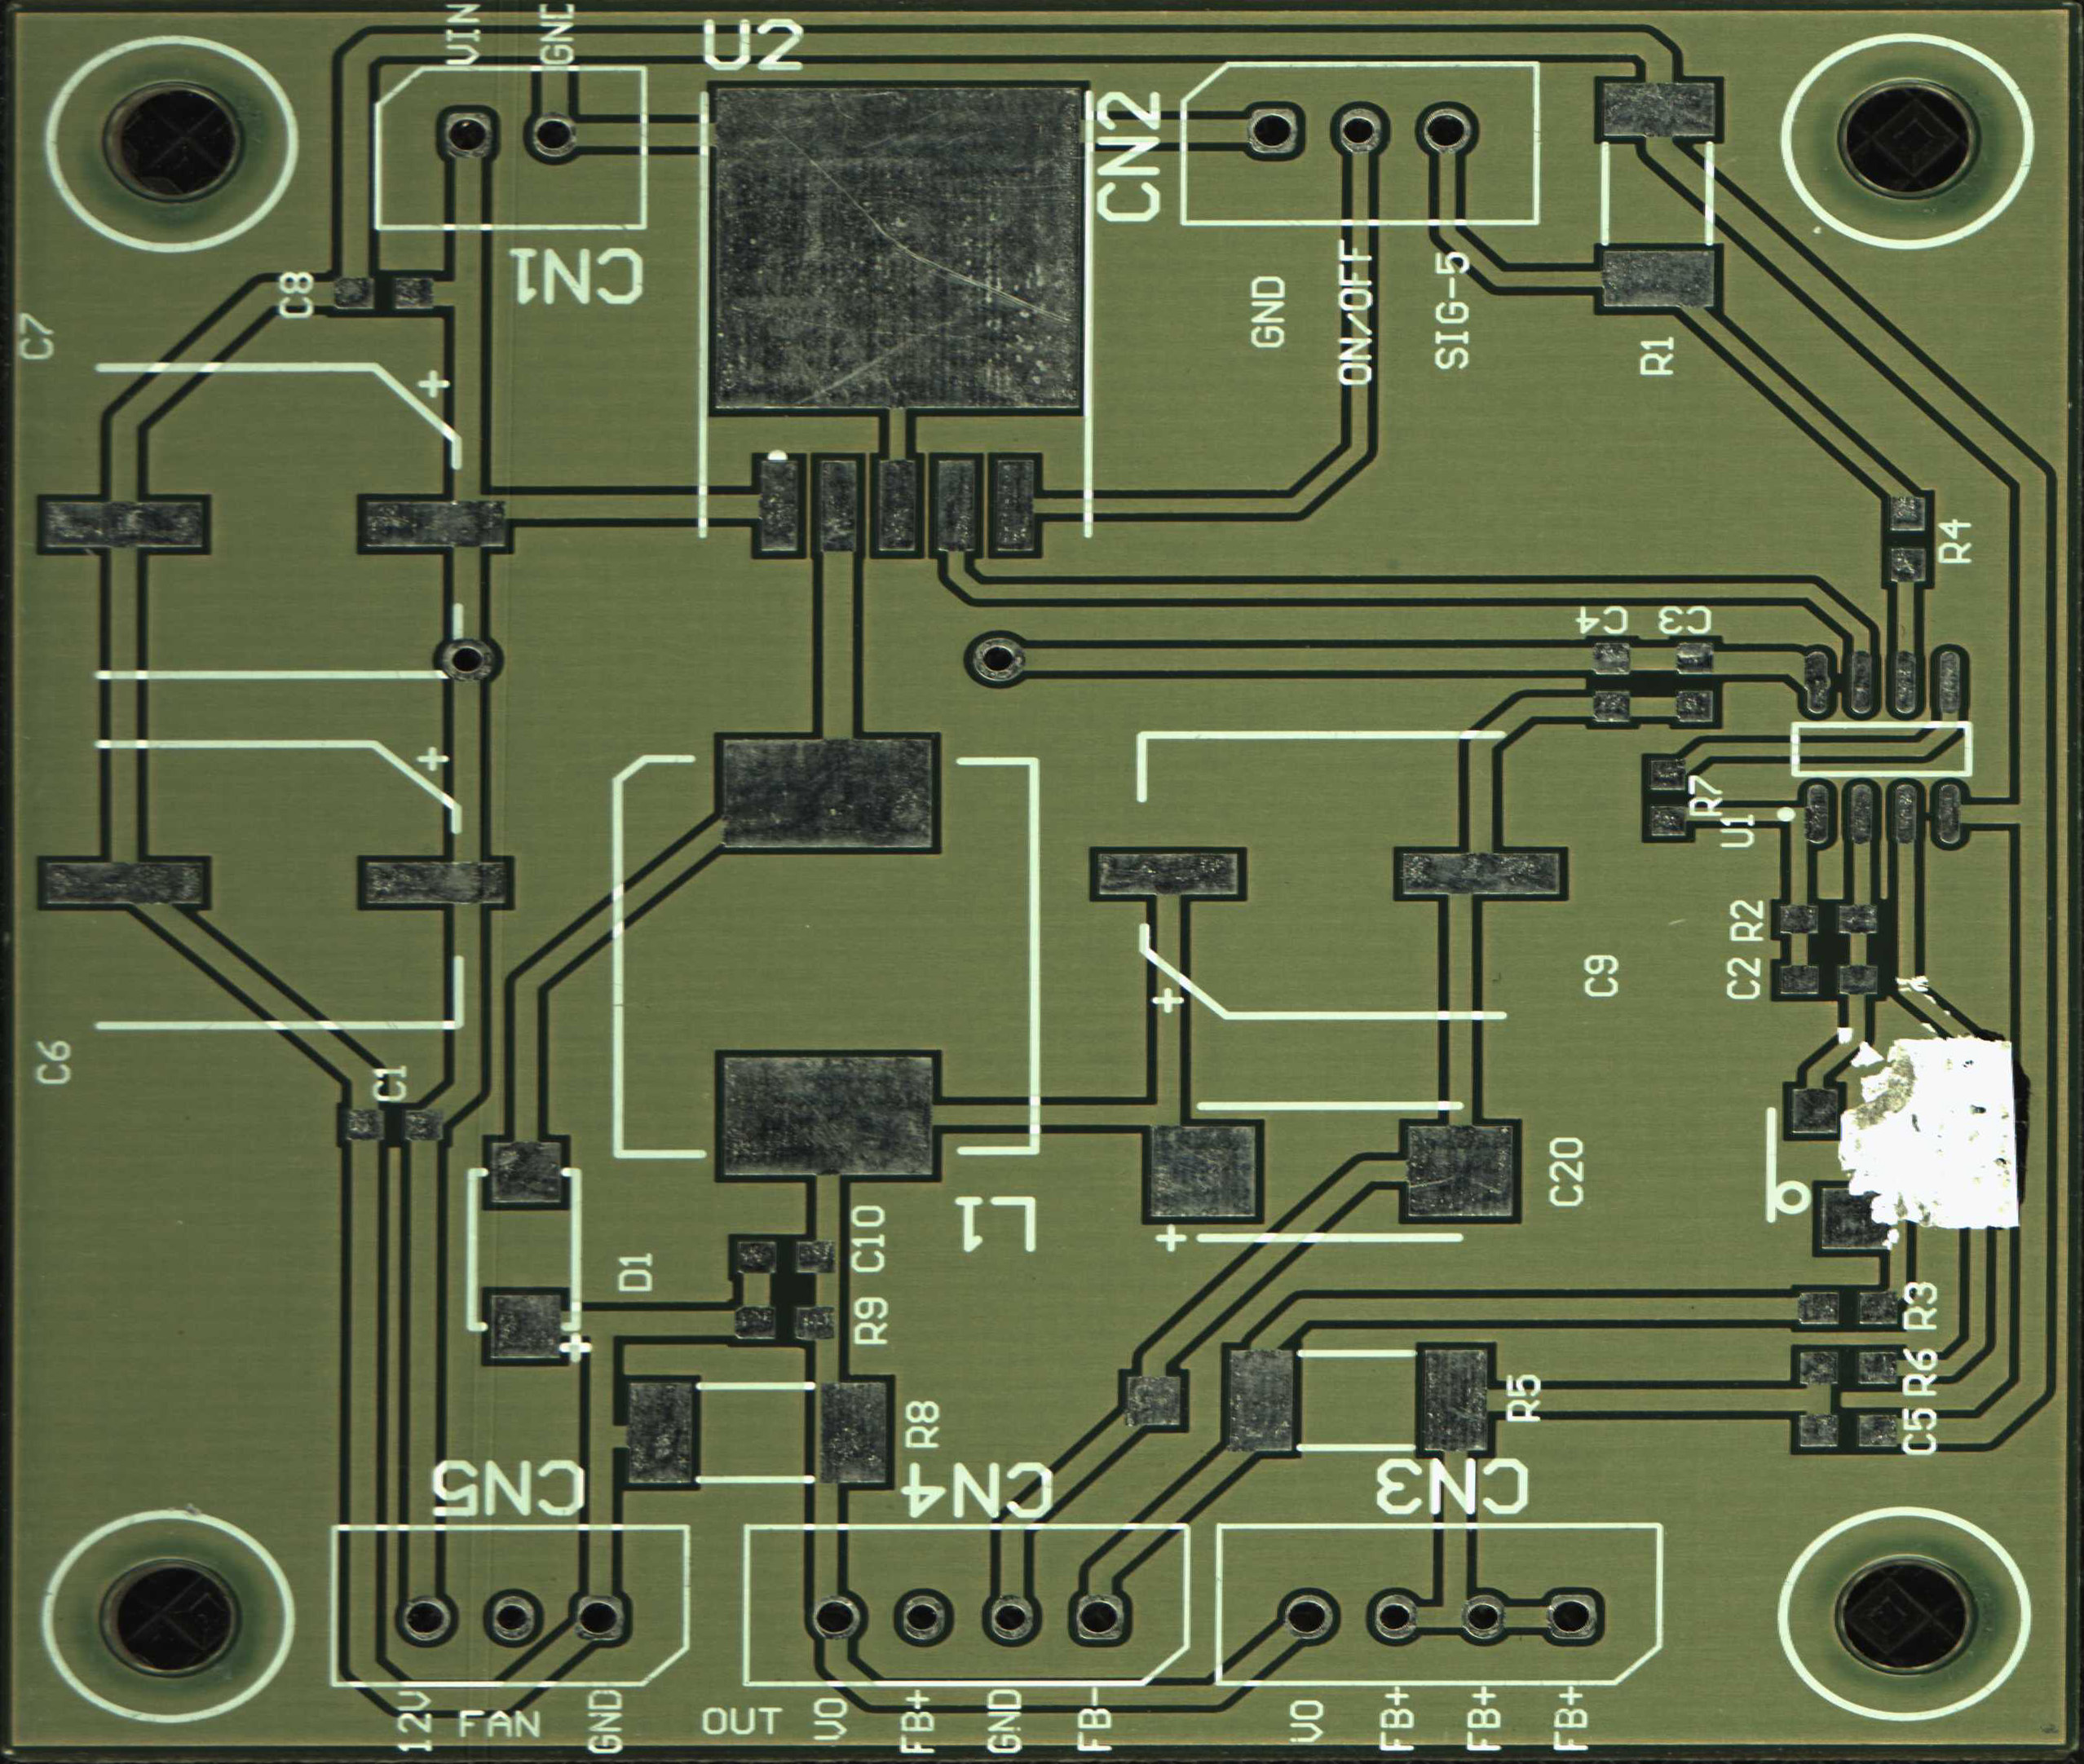 VIN
GND
U2
CN2
CN1
C8
C7
+
GND
ON/OFF
SIG-5
R1
R4
C4
C3
+
R7
U1
R2
C2
C9
+
C6
C1
C20
+
L1
C10
D1
R9
+
R3
R6
C5
R5
R8
CN5
CN4
CN3
12V
FAN
GND
OUT
VO
FB+
GND
FB-
VO
FB+
FB+
FB+